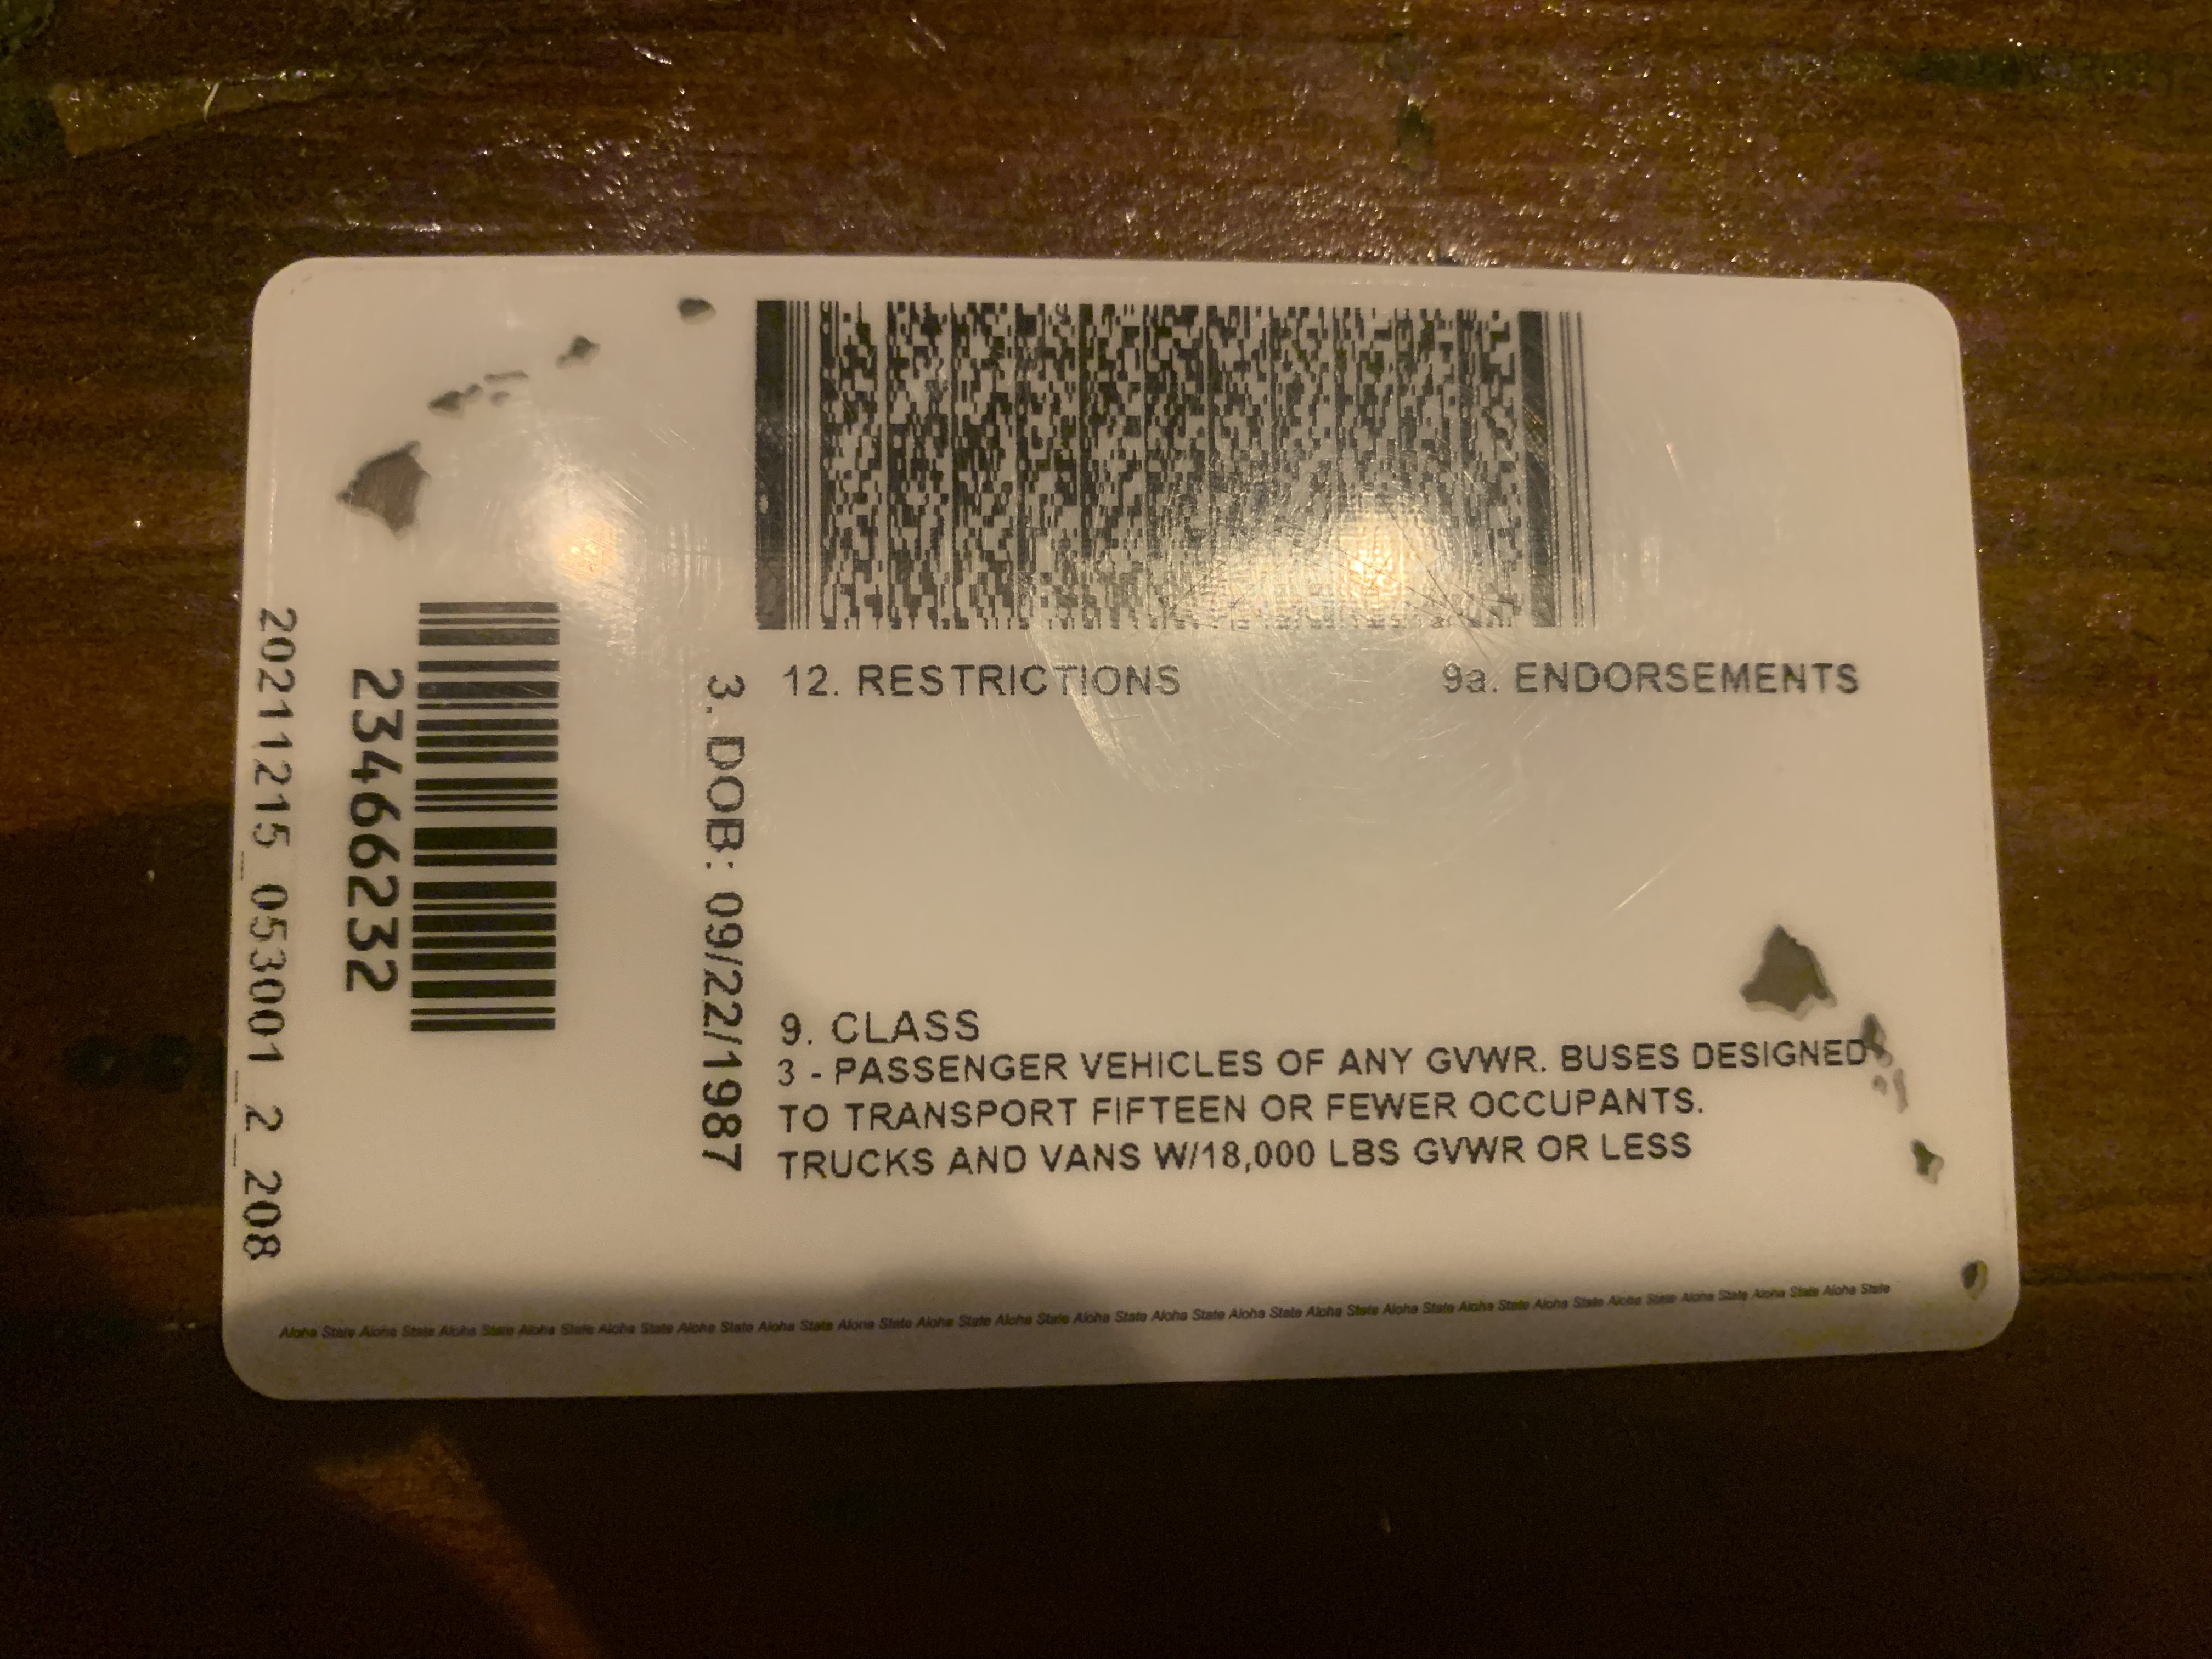 12. RESTRICTIONS
9a. ENDORSEMENTS
9. CLASS
3 - PASSENGER VEHICLES OF ANY GVWR. BUSES DESIGNED
TO TRANSPORT FIFTEEN OR FEWER OCCUPANTS.
TRUCKS AND VANS W/18,000 LBS GVWR OR LESS
3. DOB: 09/22/1987
23466232
20211215_053001_2_208
Aloha State Aloha State Aloha State Aloha State Aloha State Aloha State Aloha State Aloha State Aloha State Aloha State Aloha State Aloha State Aloha State Aloha State Aloha State Aloha State Aloha State Aloha State Aloha State Aloha State Aloha State